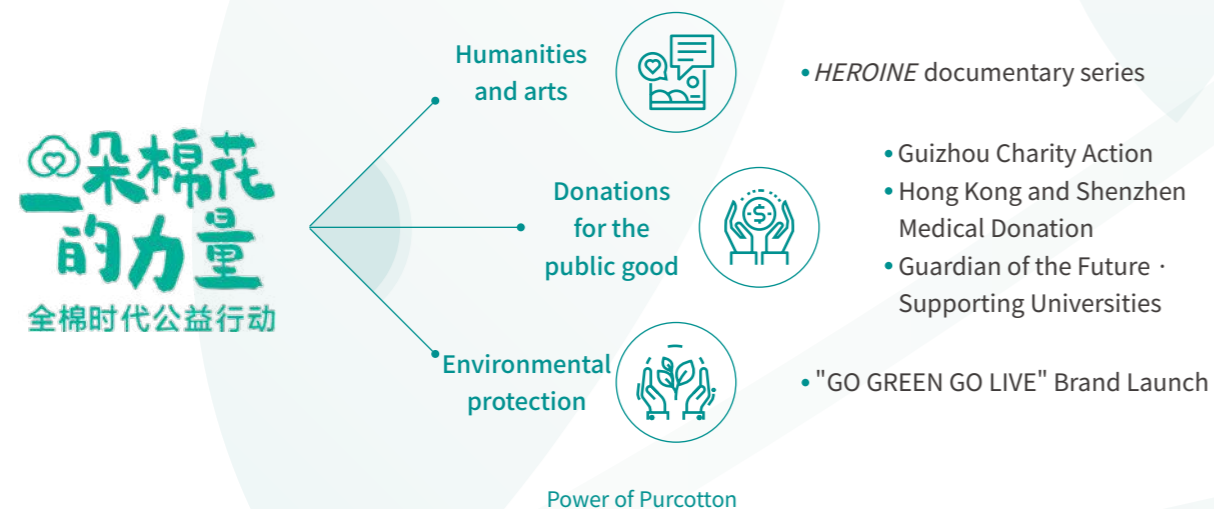 一朵棉花
的力量
全棉时代公益行动
Humanities
and arts
• HEROINE documentary series
Donations
for the
public good
$
• Guizhou Charity Action
• Hong Kong and Shenzhen
Medical Donation
• Guardian of the Future ·
Supporting Universities
Environmental
protection
• "GO GREEN GO LIVE" Brand Launch
Power of Purcotton